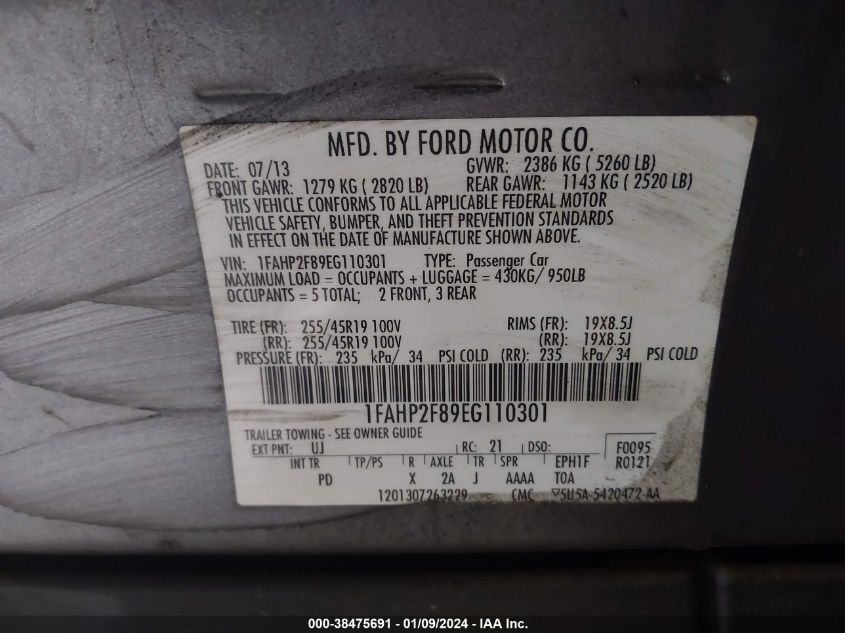 MFD. BY FORD MOTOR CO.
DATE: 07/13 GVWR: 2386 KG ( 5260 LB)
FRONT GAWR: 1279 KG ( 2820 LB) REAR GAWR: 1143 KG ( 2520 LB)
THIS VEHICLE CONFORMS TO ALL APPLICABLE FEDERAL MOTOR
VEHICLE SAFETY, BUMPER, AND THEFT PREVENTION STANDARDS
IN EFFECT ON THE DATE OF MANUFACTURE SHOWN ABOVE.
VIN: 1FAHP2F89EG110301 TYPE: Passenger Car
MAXIMUM LOAD = OCCUPANTS + LUGGAGE = 430KG/ 950LB
OCCUPANTS = 5 TOTAL; 2 FRONT, 3 REAR
TIRE (FR): 255/45R19 100V RIMS (FR): 19X8.5J
(RR): 255/45R19 100V (RR): 19X8.5J
PRESSURE (FR): 235 kPa/ 34 PSI COLD (RR): 235 kPa/ 34 PSI COLD
1FAHP2F89EG110301
TRAILER TOWING - SEE OWNER GUIDE
EXT PNT: UJ RC: 21 DSO: F0095
INT TR TP/PS R AXLE TR SPR EPH1F R0121
PD X 2A J AAAA TOA
1201307263229 CMC 5U5A-5420472-AA
000-38475691 - 01/09/2024 - IAA Inc.